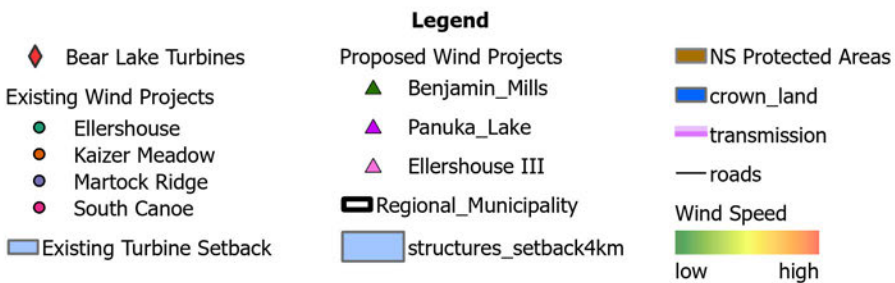 Legend
Bear Lake Turbines
Existing Wind Projects
Ellershouse
Kaizer Meadow
Martock Ridge
South Canoe
Existing Turbine Setback
Proposed Wind Projects
Benjamin_Mills
Panuka_Lake
Ellershouse III
Regional_Municipality
structures_setback4km
NS Protected Areas
crown_land
transmission
roads
Wind Speed
low high